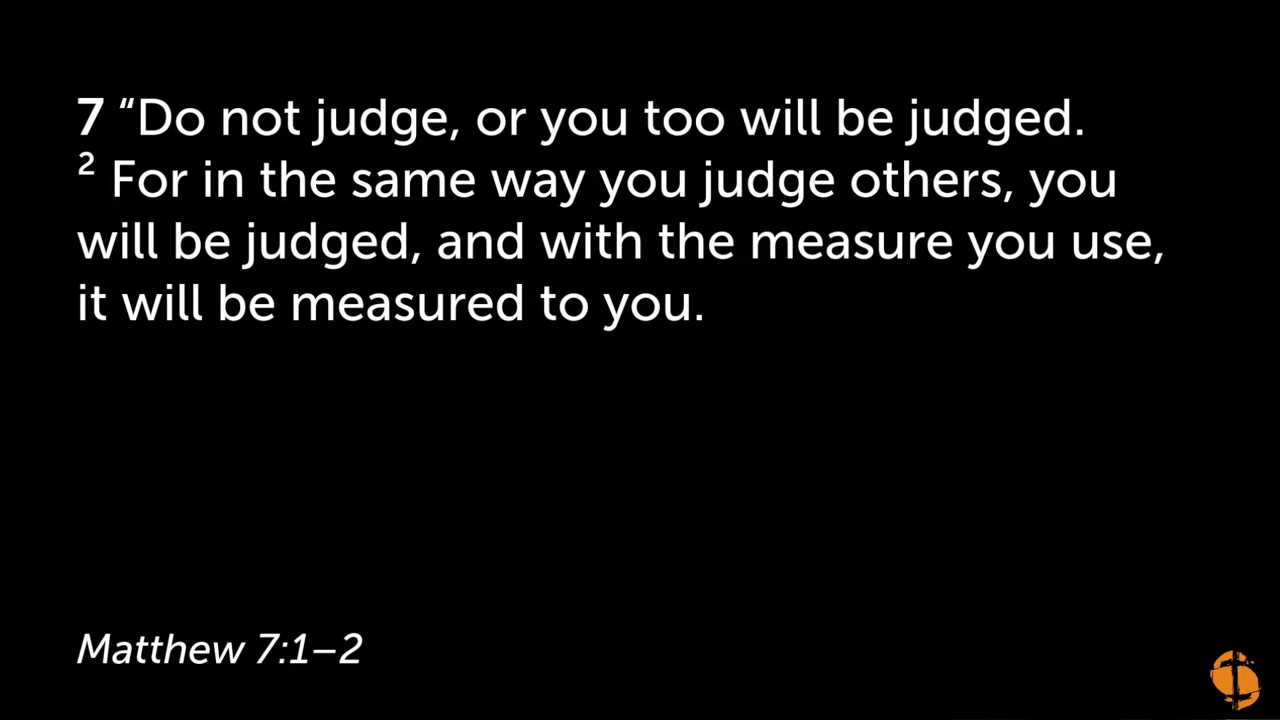 7 “Do not judge, or you too will be judged.
² For in the same way you judge others, you
will be judged, and with the measure you use,
it will be measured to you.
Matthew 7:1–2